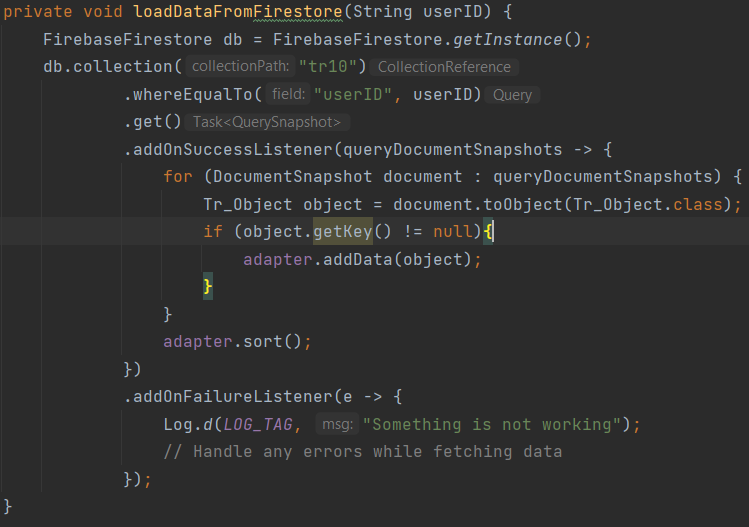 private void loadDataFromFirestore(String userID) {
    FirebaseFirestore db = FirebaseFirestore.getInstance();
    db.collection( collectionPath: "tr10") CollectionReference
            .whereEqualTo( field: "userID", userID) Query
            .get() Task<QuerySnapshot>
            .addOnSuccessListener(queryDocumentSnapshots -> {
                for (DocumentSnapshot document : queryDocumentSnapshots) {
                    Tr_Object object = document.toObject(Tr_Object.class);
                    if (object.getKey() != null){
                        adapter.addData(object);
                    }
                }
                adapter.sort();
            })
            .addOnFailureListener(e -> {
                Log.d(LOG_TAG, msg: "Something is not working");
                // Handle any errors while fetching data
            });
}